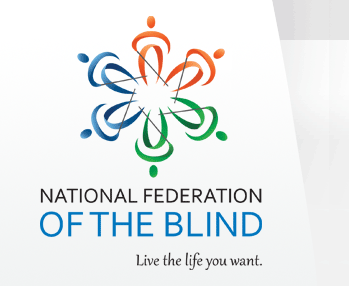 NATIONAL FEDERATION
OF THE BLIND
Live the life you want.